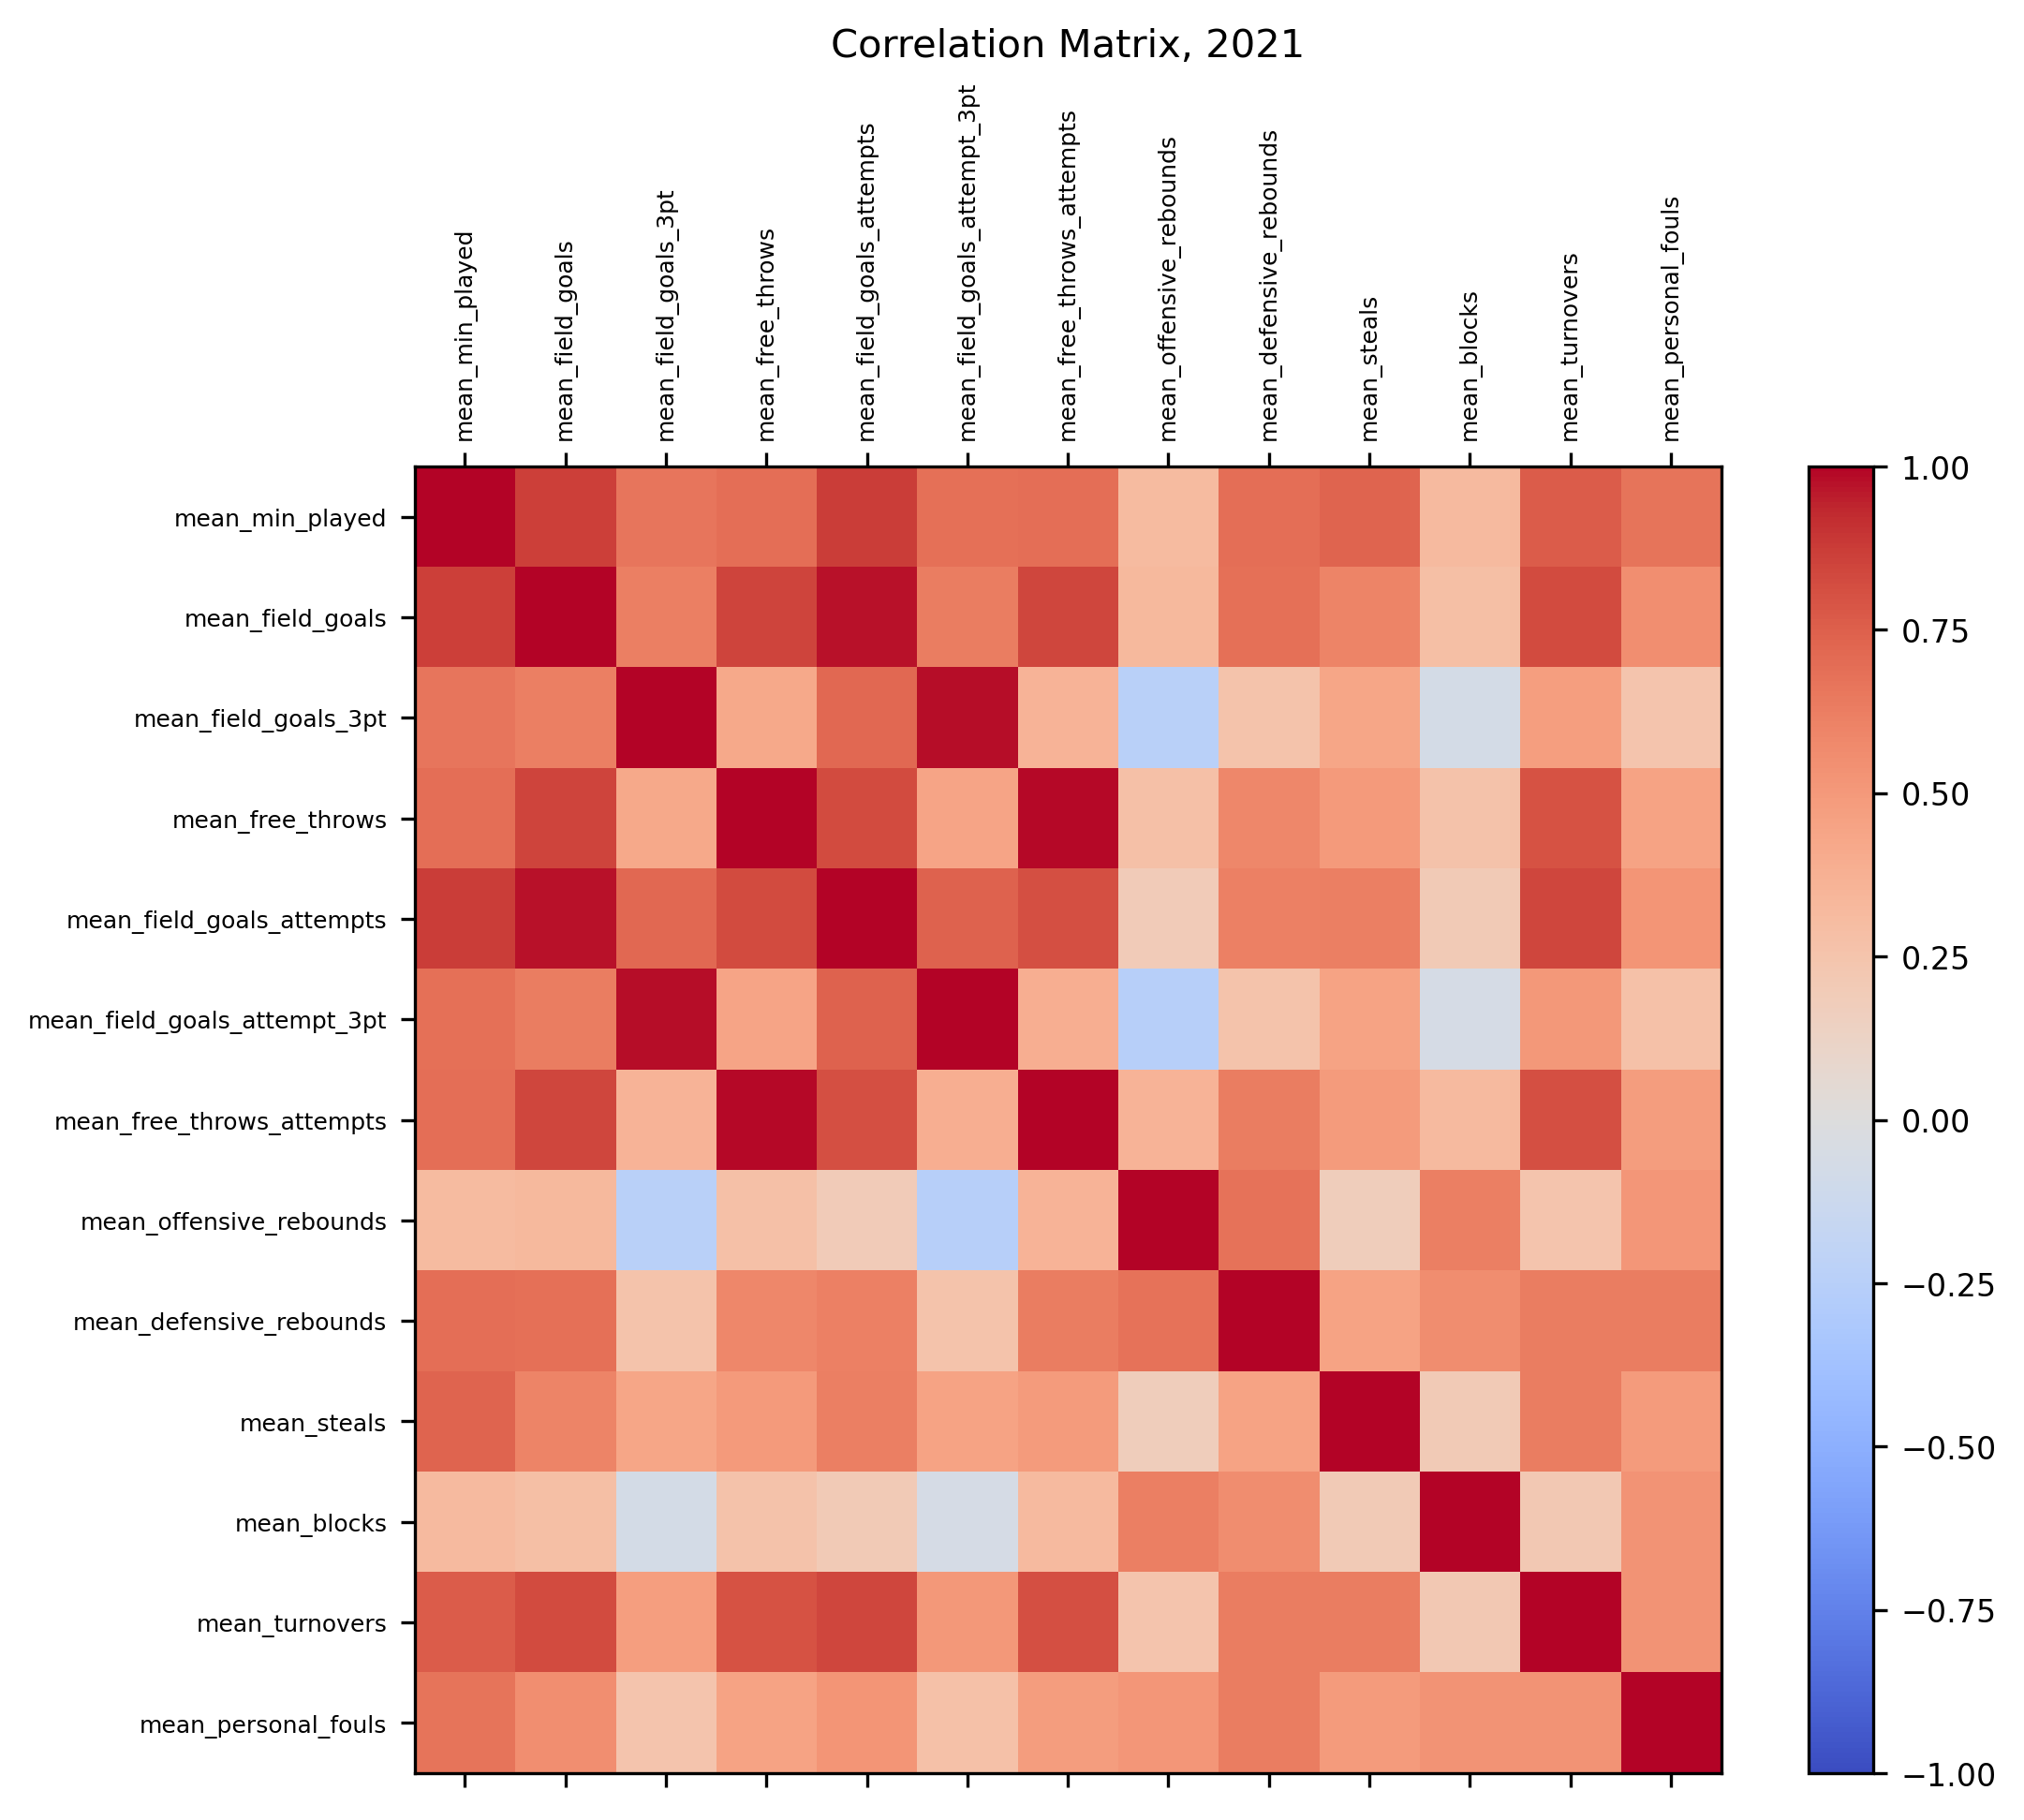 Correlation Matrix, 2021
mean_min_played
mean_field_goals
mean_field_goals_3pt
mean_free_throws
mean_field_goals_attempts
mean_field_goals_attempt_3pt
mean_free_throws_attempts
mean_offensive_rebounds
mean_defensive_rebounds
mean_steals
mean_blocks
mean_turnovers
mean_personal_fouls
mean_min_played
mean_field_goals
mean_field_goals_3pt
mean_free_throws
mean_field_goals_attempts
mean_field_goals_attempt_3pt
mean_free_throws_attempts
mean_offensive_rebounds
mean_defensive_rebounds
mean_steals
mean_blocks
mean_turnovers
mean_personal_fouls
1.00
0.75
0.50
0.25
0.00
−0.25
−0.50
−0.75
−1.00